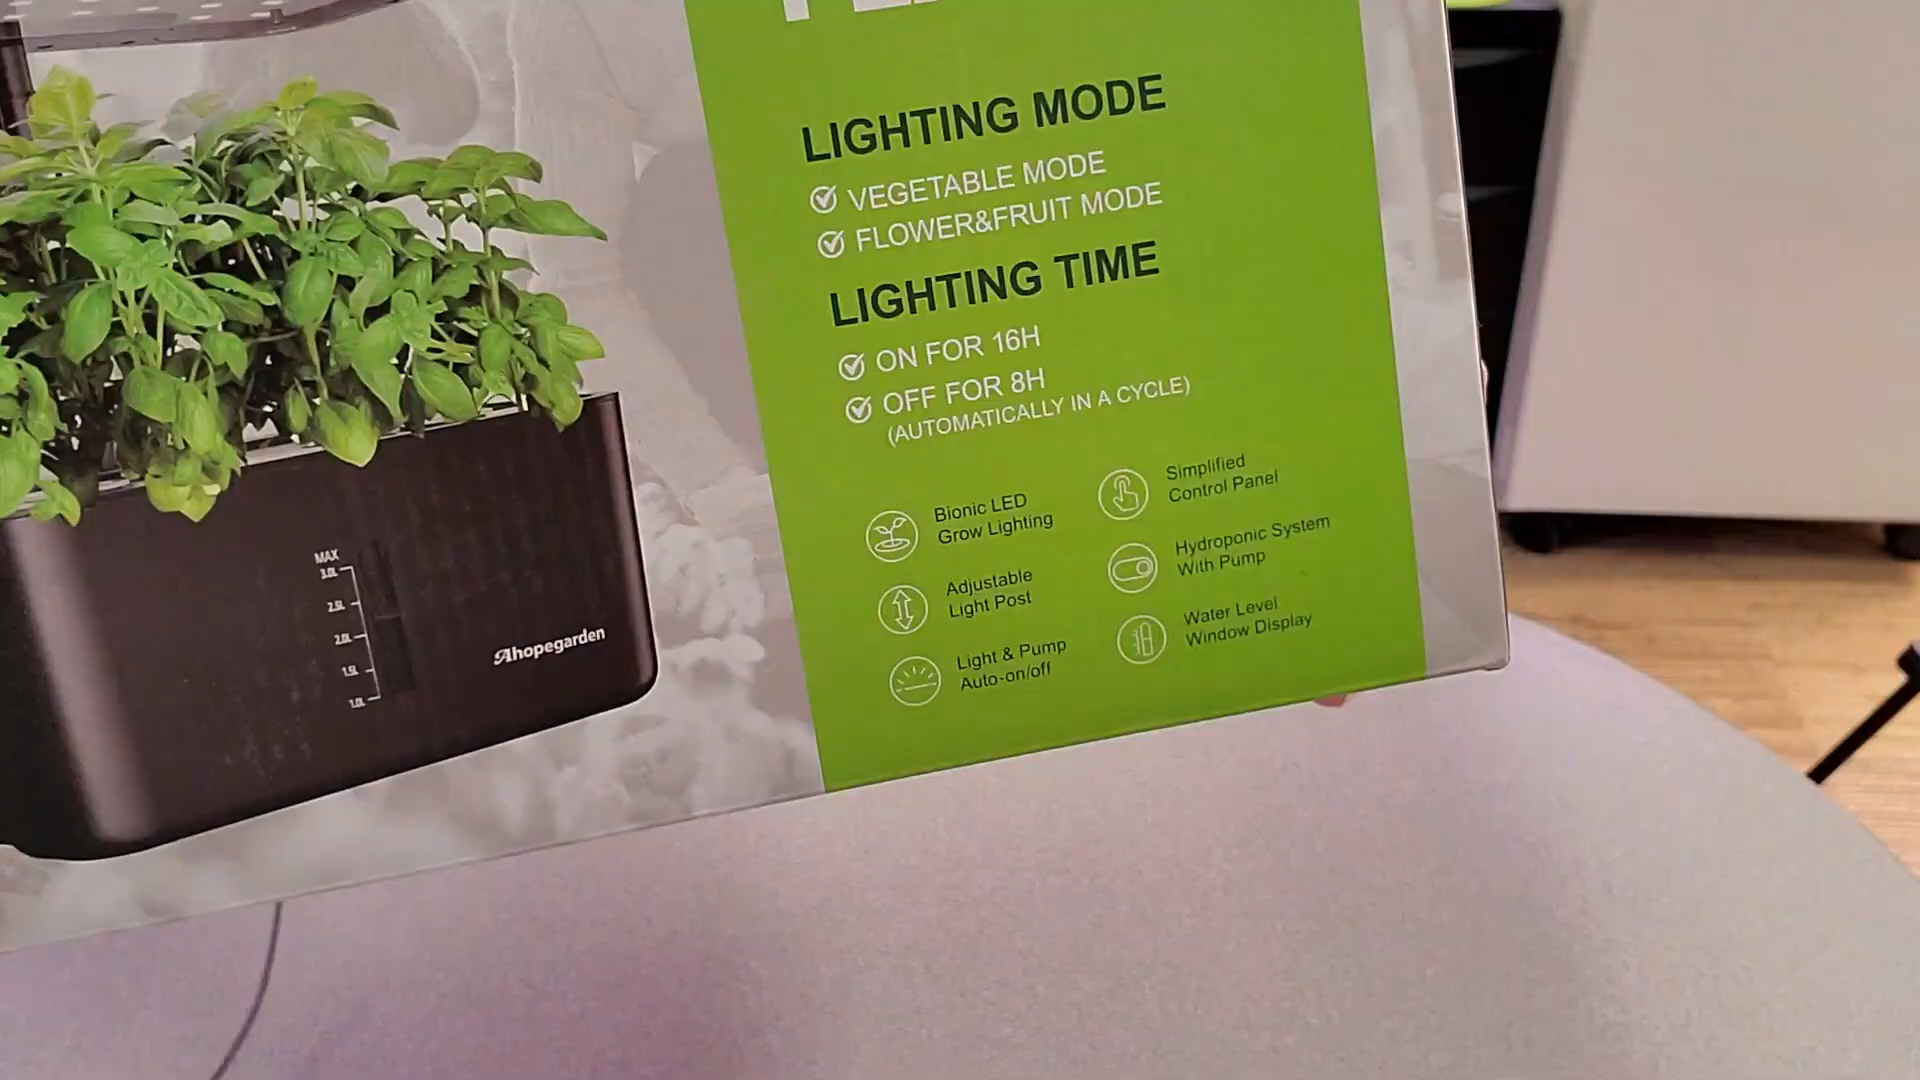 LIGHTING MODE
VEGETABLE MODE
FLOWER&FRUIT MODE
LIGHTING TIME
ON FOR 16H
OFF FOR 8H
(AUTOMATICALLY IN A CYCLE)
Bionic LED
Grow Lighting
Simplified
Control Panel
Adjustable
Light Post
Hydroponic System
With Pump
Light & Pump
Auto-on/off
Water Level
Window Display
MAX
3.0L
2.5L
2.0L
1.5L
1.0L
Ahopegarden